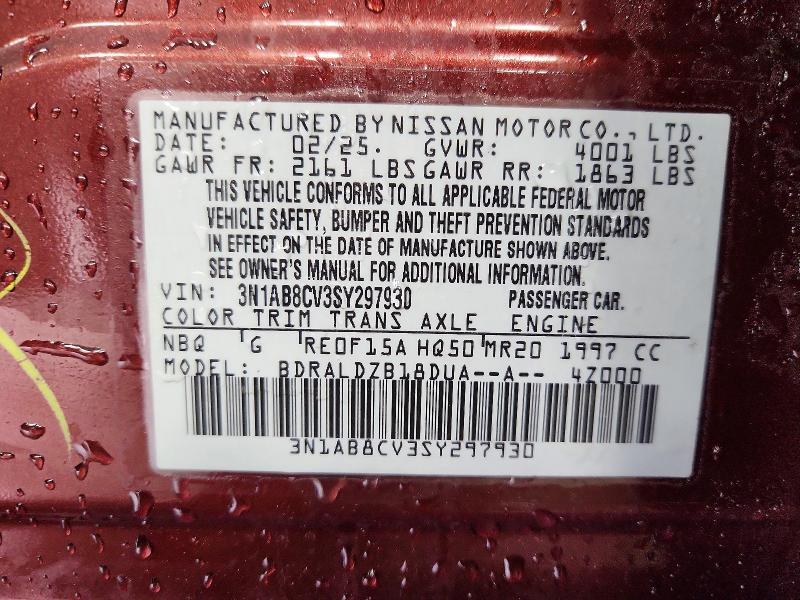 MANUFACTURED BY NISSAN MOTOR CO., LTD.
DATE: 02/25. GVWR: 4001 LBS
GAWR FR: 2161 LBS GAWR RR: 1863 LBS
THIS VEHICLE CONFORMS TO ALL APPLICABLE FEDERAL MOTOR
VEHICLE SAFETY, BUMPER AND THEFT PREVENTION STANDARDS
IN EFFECT ON THE DATE OF MANUFACTURE SHOWN ABOVE.
SEE OWNER'S MANUAL FOR ADDITIONAL INFORMATION.
VIN: 3N1AB8CV3SY297930 PASSENGER CAR.
COLOR TRIM TRANS AXLE ENGINE
NBQ G RE0F15A HQ50 MR20 1997 CC
MODEL: BDRALDZB18DUA--A-- 4Z000
3N1AB8CV3SY297930